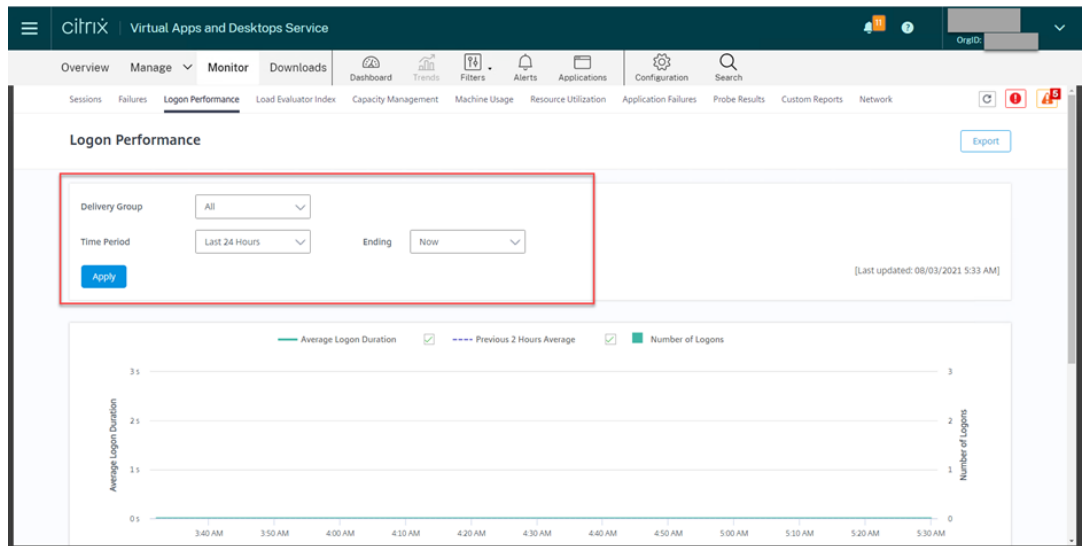 citrix | Virtual Apps and Desktops Service 11 ? OrgID:
Overview Manage Monitor Downloads Dashboard Trends Filters Alerts Applications Configuration Search
Sessions Failures Logon Performance Load Evaluator Index Capacity Management Machine Usage Resource Utilization Application Failures Probe Results Custom Reports Network 5
Logon Performance Export
Delivery Group All
Time Period Last 24 Hours Ending Now
Apply [Last updated: 08/03/2021 5:33 AM]
Average Logon Duration Previous 2 Hours Average Number of Logons
3 s 3
2 s 2
1 s 1
0 s 0
Average Logon Duration
Number of Logons
3:40 AM 3:50 AM 4:00 AM 4:10 AM 4:20 AM 4:30 AM 4:40 AM 4:50 AM 5:00 AM 5:10 AM 5:20 AM 5:30 AM